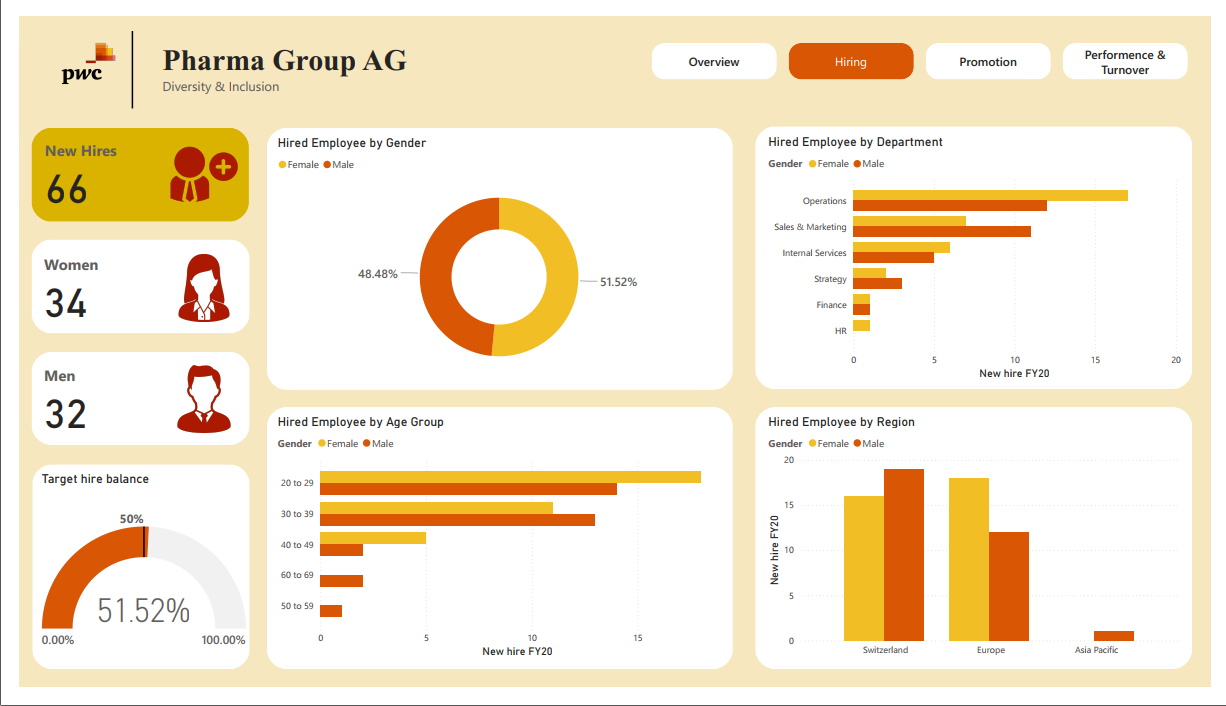 pwc
Pharma Group AG
Diversity & Inclusion
Overview
Hiring
Promotion
Performence &
Turnover
New Hires
66
Women
34
Men
32
Target hire balance
50%
51.52%
0.00%
100.00%
Hired Employee by Gender
Female Male
48.48%
51.52%
Hired Employee by Department
Gender Female Male
Operations
Sales & Marketing
Internal Services
Strategy
Finance
HR
0 5 10 15 20
New hire FY20
Hired Employee by Age Group
Gender Female Male
20 to 29
30 to 39
40 to 49
60 to 69
50 to 59
0 5 10 15
New hire FY20
Hired Employee by Region
Gender Female Male
New hire FY20
20
15
10
5
0
Switzerland Europe Asia Pacific